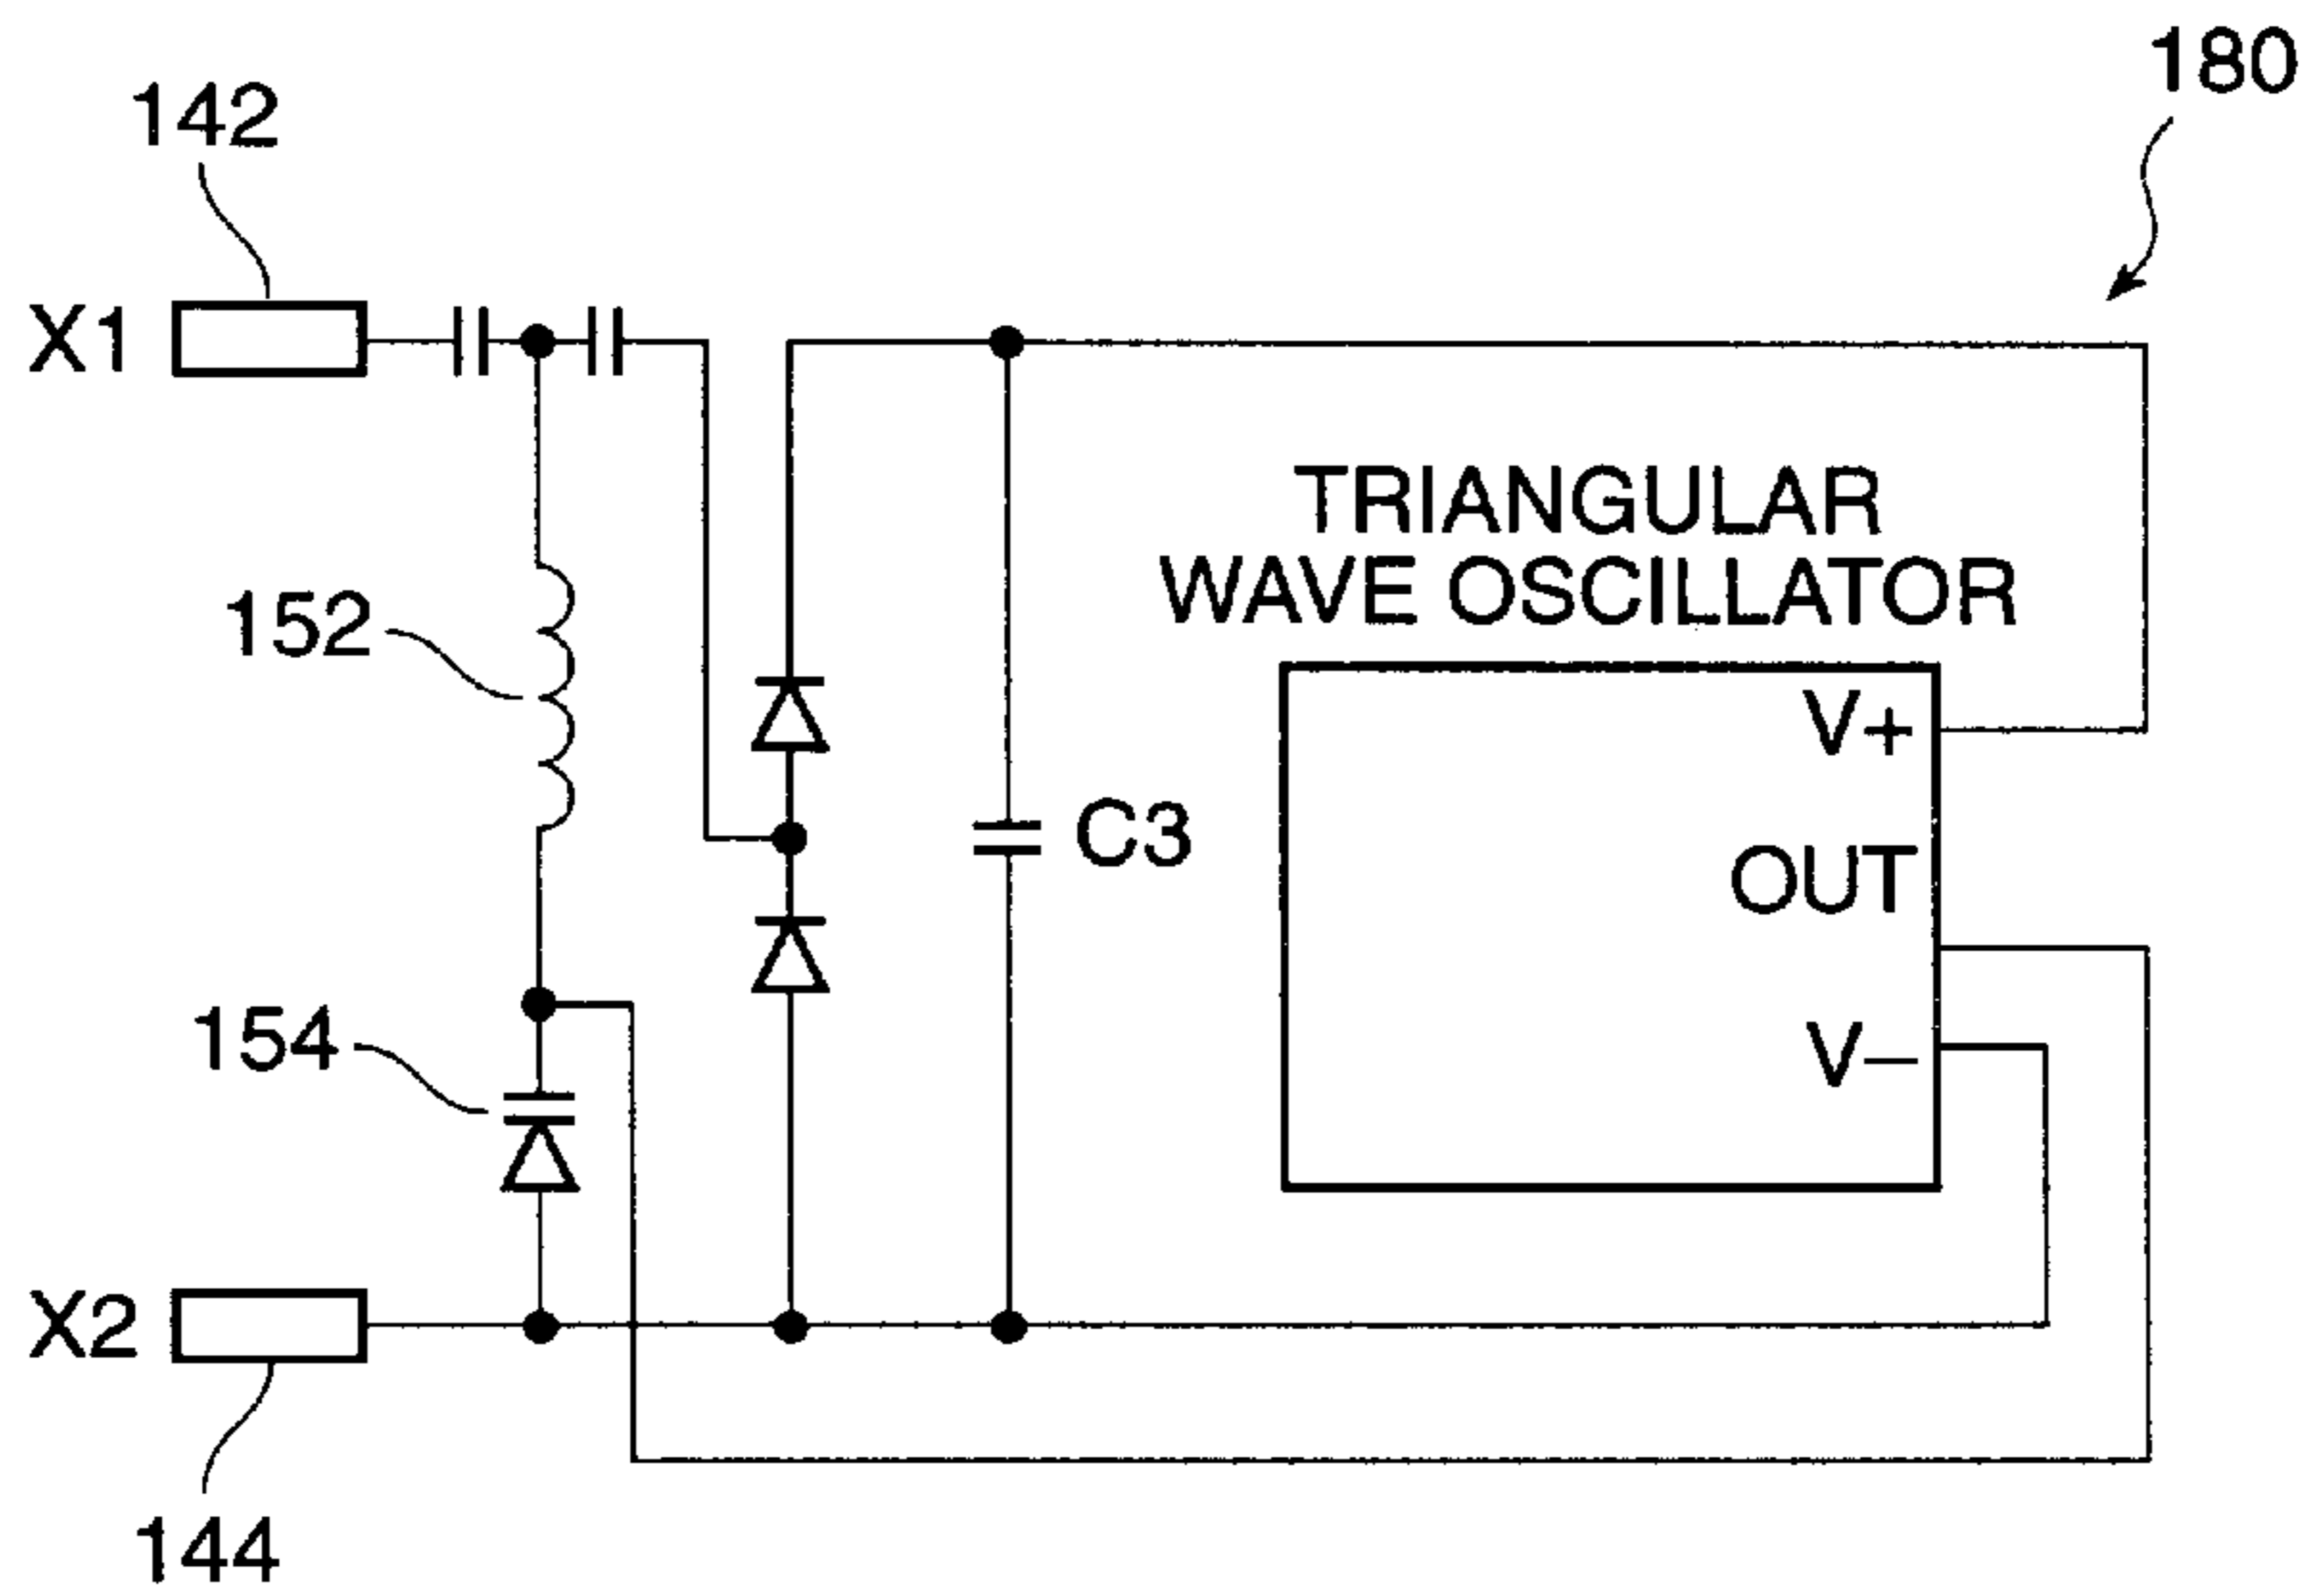 180
142
X1
TRIANGULAR
WAVE OSCILLATOR
152
V+
C3
OUT
154
V−
X2
144